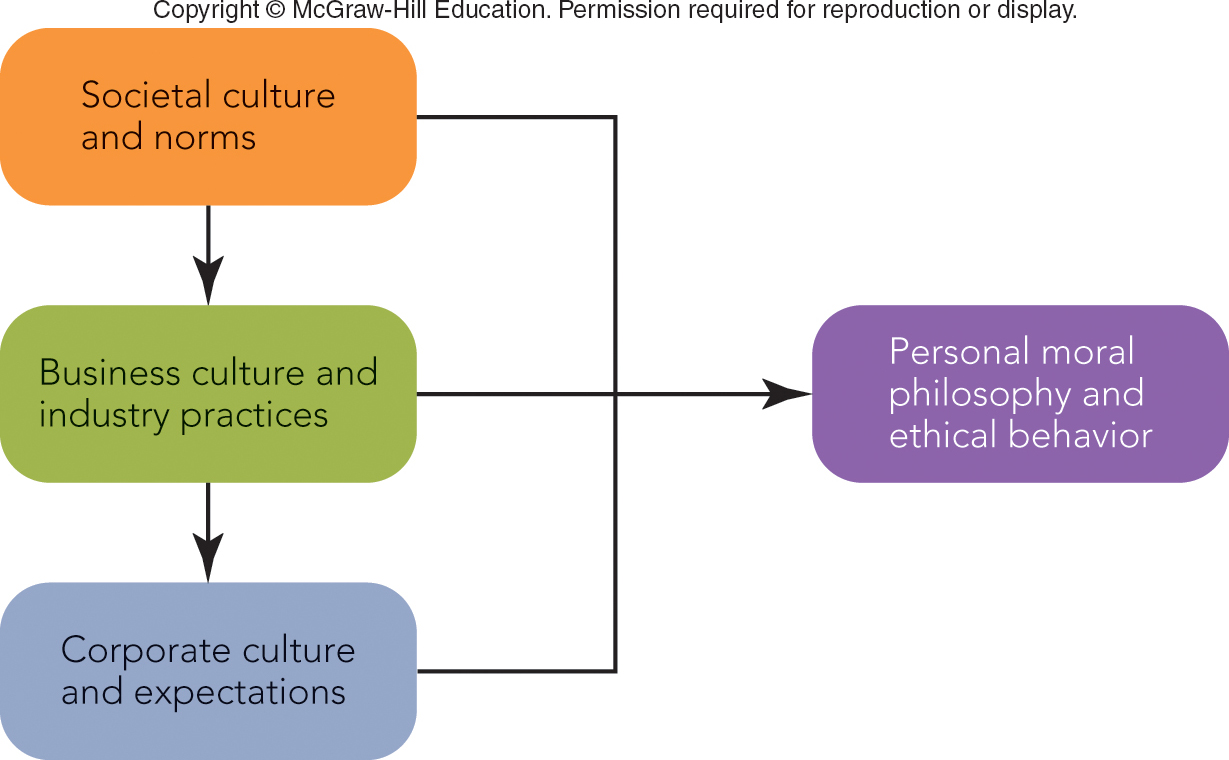 Copyright © McGraw-Hill Education. Permission required for reproduction or display.
Societal culture
and norms
Business culture and
industry practices
Corporate culture
and expectations
Personal moral
philosophy and
ethical behavior